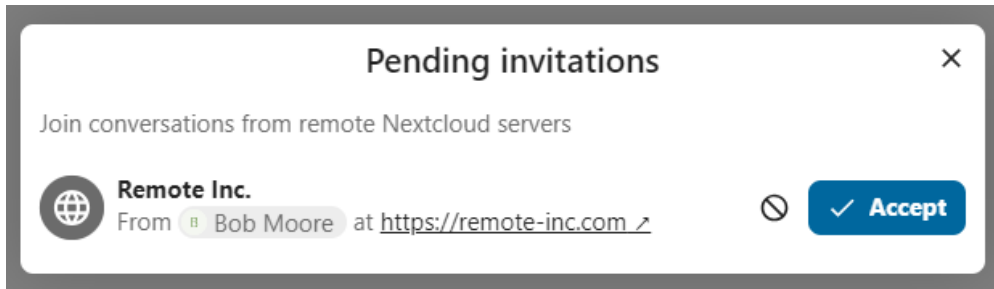 Pending invitations
Join conversations from remote Nextcloud servers
Remote Inc.
From B Bob Moore at https://remote-inc.com ↗
Accept